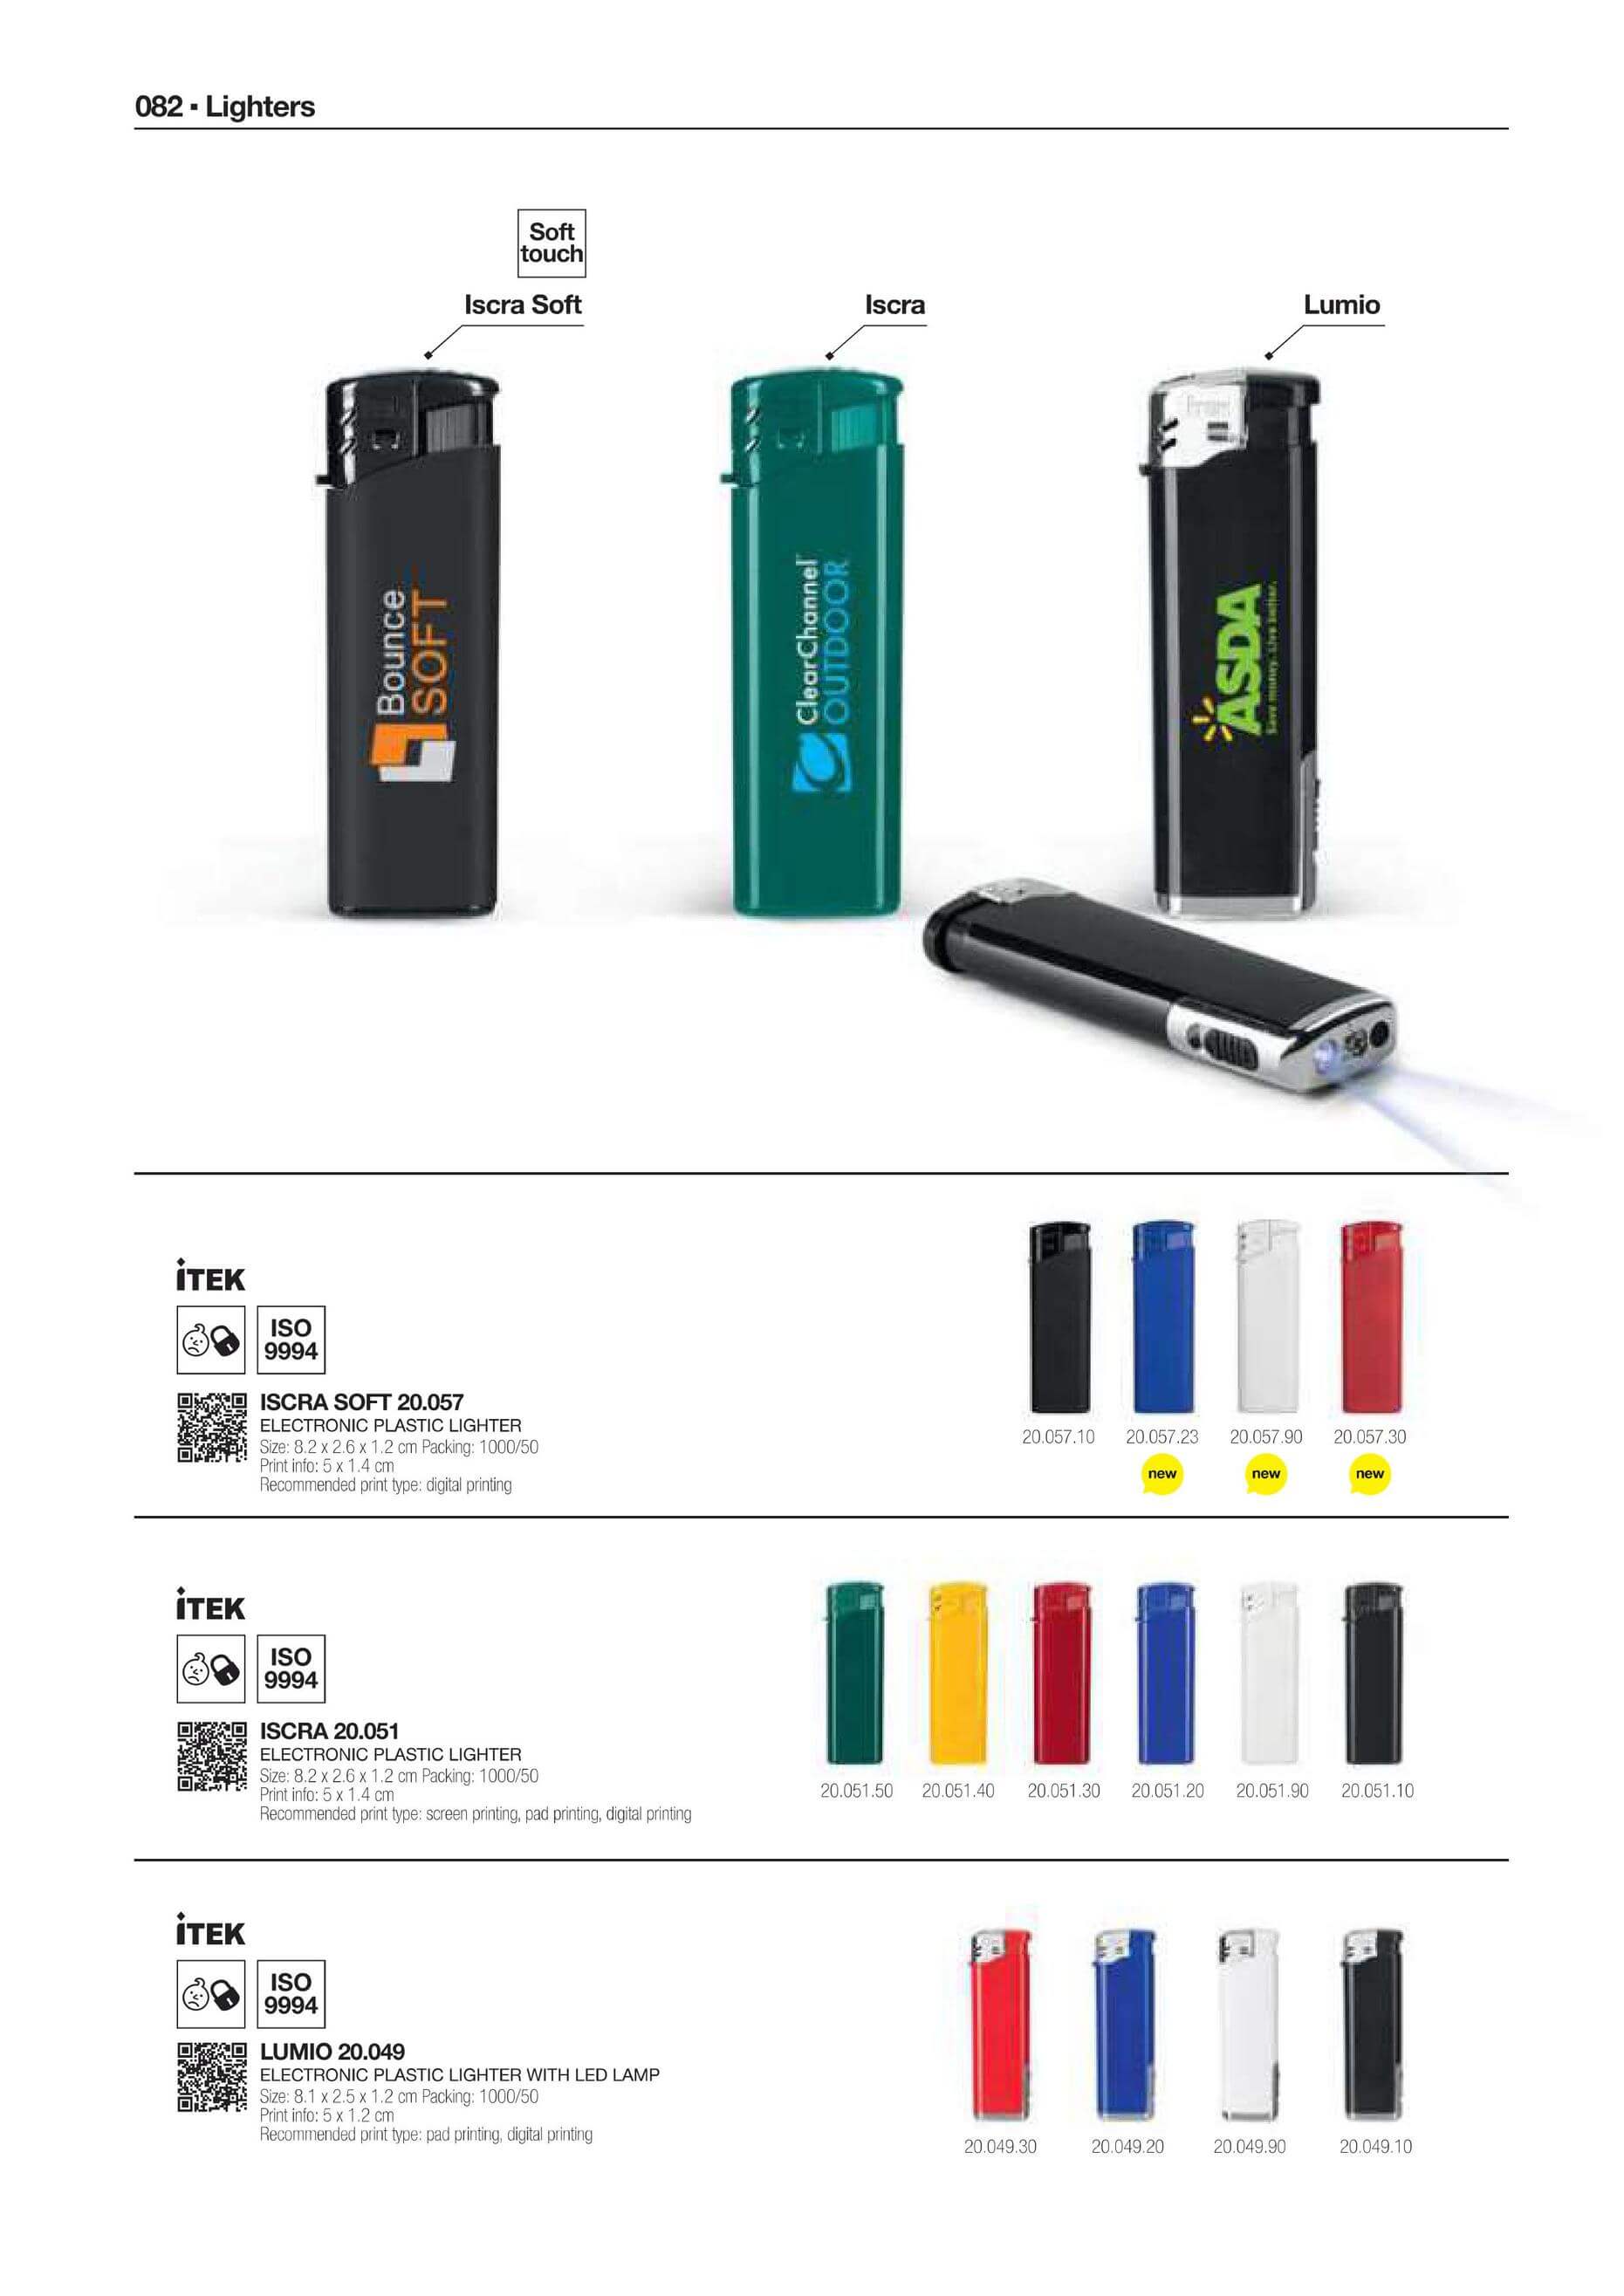 082 ▪ Lighters
Soft
touch
Iscra Soft
Iscra
Lumio
Bounce
SOFT
ClearChannel
OUTDOOR
ASDA
Save money. Live better.
iTEK
ISO
9994
ISCRA SOFT 20.057
ELECTRONIC PLASTIC LIGHTER
Size: 8.2 x 2.6 x 1.2 cm Packing: 1000/50
Print info: 5 x 1.4 cm
Recommended print type: digital printing
20.057.10 20.057.23 20.057.90 20.057.30
new new new
iTEK
ISO
9994
ISCRA 20.051
ELECTRONIC PLASTIC LIGHTER
Size: 8.2 x 2.6 x 1.2 cm Packing: 1000/50
Print info: 5 x 1.4 cm
Recommended print type: screen printing, pad printing, digital printing
20.051.50 20.051.40 20.051.30 20.051.20 20.051.90 20.051.10
iTEK
ISO
9994
LUMIO 20.049
ELECTRONIC PLASTIC LIGHTER WITH LED LAMP
Size: 8.1 x 2.5 x 1.2 cm Packing: 1000/50
Print info: 5 x 1.2 cm
Recommended print type: pad printing, digital printing
20.049.30 20.049.20 20.049.90 20.049.10